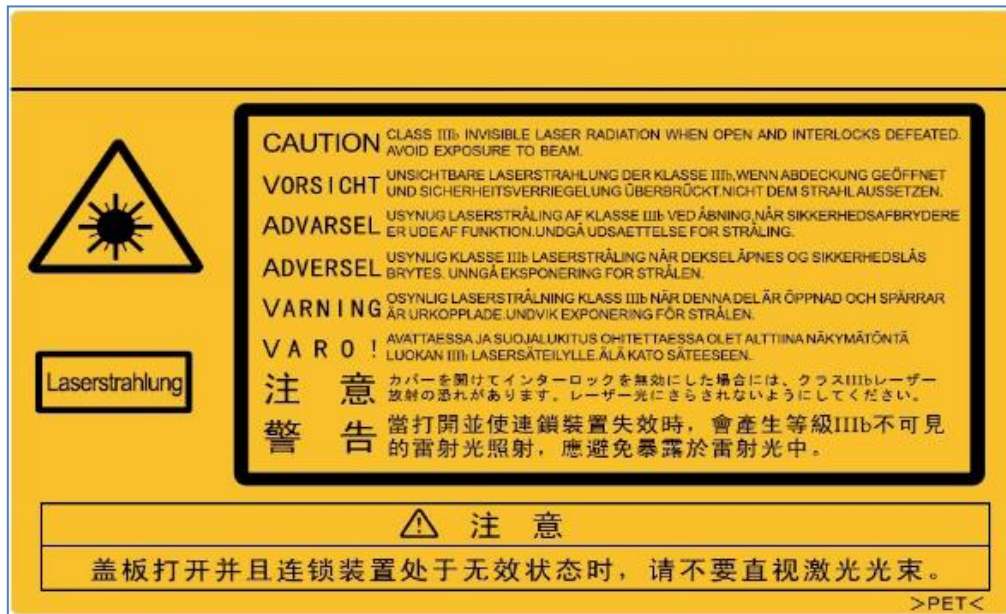 CAUTION CLASS IIIb INVISIBLE LASER RADIATION WHEN OPEN AND INTERLOCKS DEFEATED.
AVOID EXPOSURE TO BEAM.
VORSICHT UNSICHTBARE LASERSTRAHLUNG DER KLASSE IIIb,WENN ABDECKUNG GEÖFFNET
UND SICHERHEITSVERRIEGELUNG ÜBERBRÜCKT.NICHT DEM STRAHL AUSSETZEN.
ADVARSEL USYNUG LASERSTRÅLING AF KLASSE IIIb VED ÅBNING,NÅR SIKKERHEDSAFBRYDERE
ER UDE AF FUNKTION.UNDGÅ UDSAETTELSE FOR STRÅLING.
ADVERSEL USYNLIG KLASSE IIIb LASERSTRÅLING NÅR DEKSEL ÅPNES OG SIKKERHEDSLÅS
BRYTES. UNNGÅ EKSPONERING FOR STRÅLEN.
VARNING OSYNLIG LASERSTRÅLNING KLASS IIIb NÄR DENNA DEL ÄR ÖPPNAD OCH SPÄRRAR
ÄR URKOPPLADE.UNDVIK EXPONERING FÖR STRÅLEN.
VARO! AVATTAESSA JA SUOJALUKITUS OHITETTAESSA OLET ALTTIINA NÄKYMÄTÖNTÄ
LUOKAN IIIb LASERSÄTEILYLLE.ÄLÄ KATO SÄTEESEEN.
Laserstrahlung
注 意 カバーを開けてインターロックを無効にした場合には、クラスIIIbレーザー
放射の恐れがあります。レーザー光にさらされないようにしてください。
警 告 當打開並使連鎖裝置失效時，會產生等級IIIb不可見
的雷射光照射，應避免暴露於雷射光中。
注 意
盖板打开并且连锁装置处于无效状态时，请不要直视激光光束。
>PET<